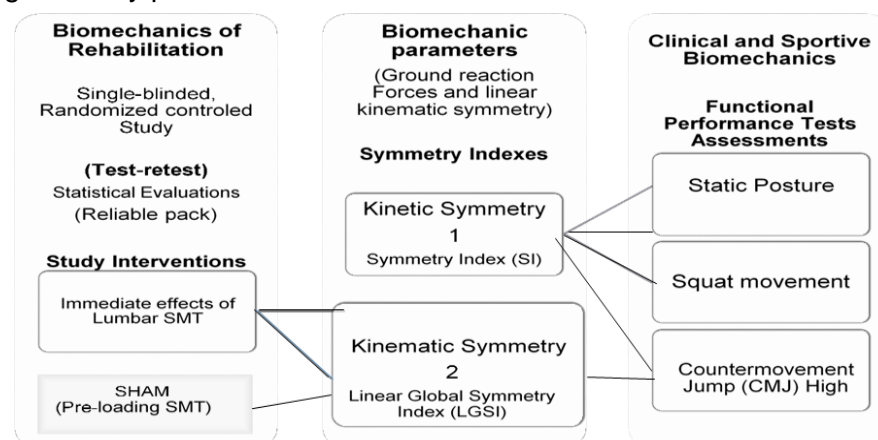 Biomechanics of
Rehabilitation
Single-blinded,
Randomized controled
Study
(Test-retest)
Statistical Evaluations
(Reliable pack)
Study Interventions
Immediate effects of
Lumbar SMT
SHAM
(Pre-loading SMT)
Biomechanic
parameters
(Ground reaction
Forces and linear
kinematic symmetry)
Symmetry Indexes
Kinetic Symmetry
1
Symmetry Index (SI)
Kinematic Symmetry
2
Linear Global Symmetry
Index (LGSI)
Clinical and Sportive
Biomechanics
Functional
Performance Tests
Assessments
Static Posture
Squat movement
Countermovement
Jump (CMJ) High